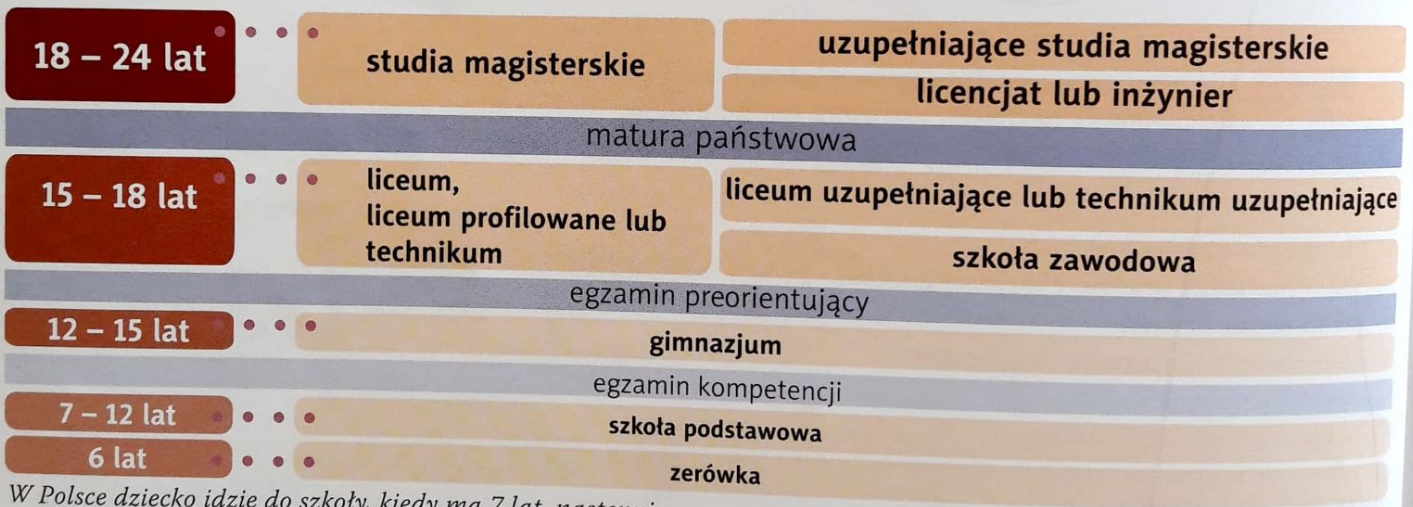 18 – 24 lat
studia magisterskie
uzupełniające studia magisterskie
licencjat lub inżynier
matura państwowa
15 – 18 lat
liceum,
liceum profilowane lub
technikum
liceum uzupełniające lub technikum uzupełniające
szkoła zawodowa
egzamin preorientujący
12 – 15 lat
gimnazjum
egzamin kompetencji
7 – 12 lat
szkoła podstawowa
6 lat
zerówka
W Polsce dziecko idzie do szkoły, kiedy ma 7 lat,